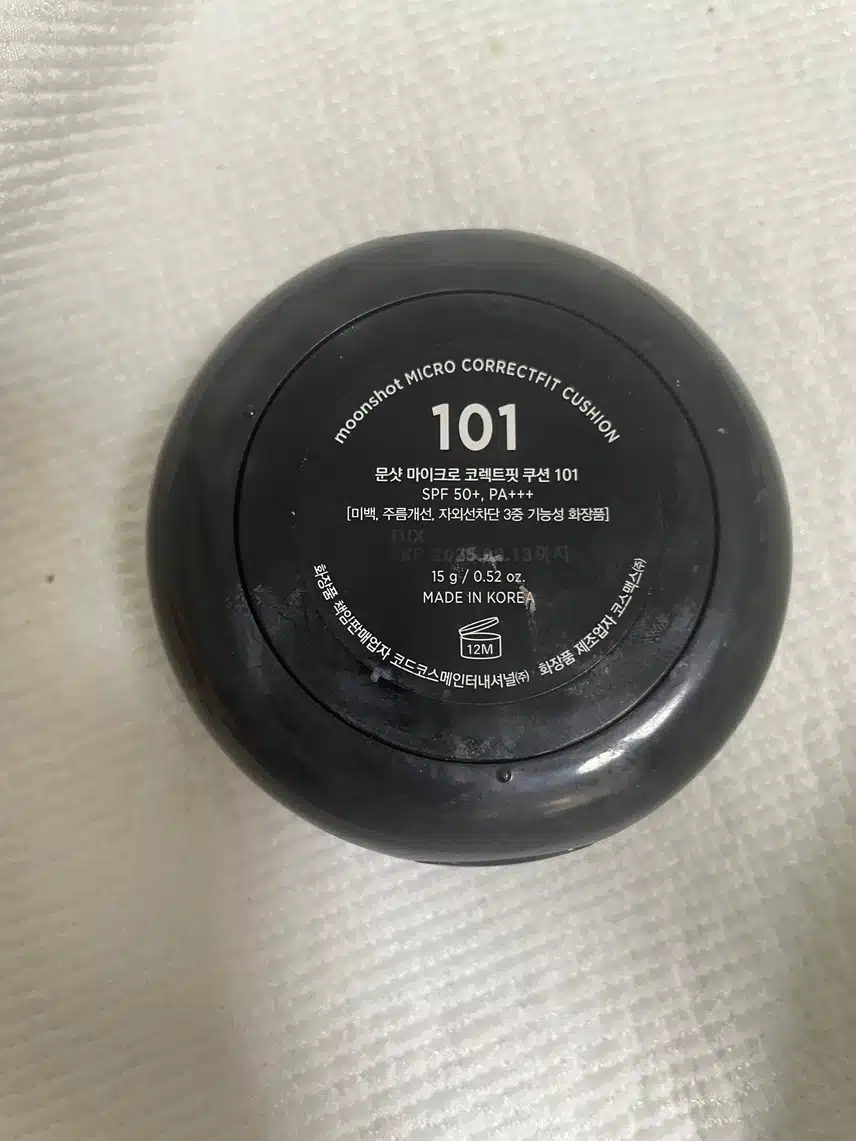 moonshot MICRO CORRECTFIT CUSHION
101
문샷 마이크로 코렉트핏 쿠션 101
SPF 50+, PA+++
[미백, 주름개선, 자외선차단 3중 기능성 화장품]
15 g / 0.52 oz.
MADE IN KOREA
12M
화장품 책임판매업자 코드코스메인터내셔널㈜ 화장품 제조업자 코스맥스㈜